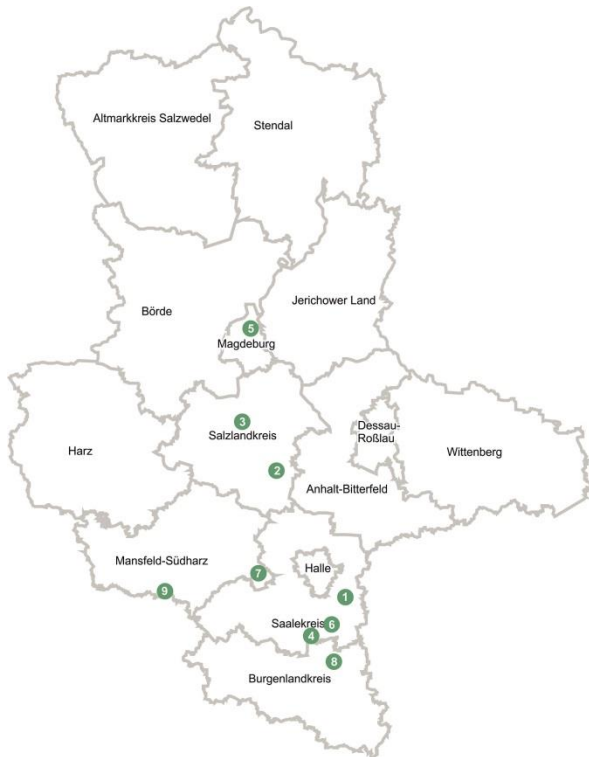 Altmarkkreis Salzwedel
Stendal
Jerichower Land
Börde
5
Magdeburg
3
Salzlandkreis
Dessau-
Roßlau
Harz
Wittenberg
2
Anhalt-Bitterfeld
Mansfeld-Südharz
7
Halle
9
1
Saalekreis
6
4
8
Burgenlandkreis